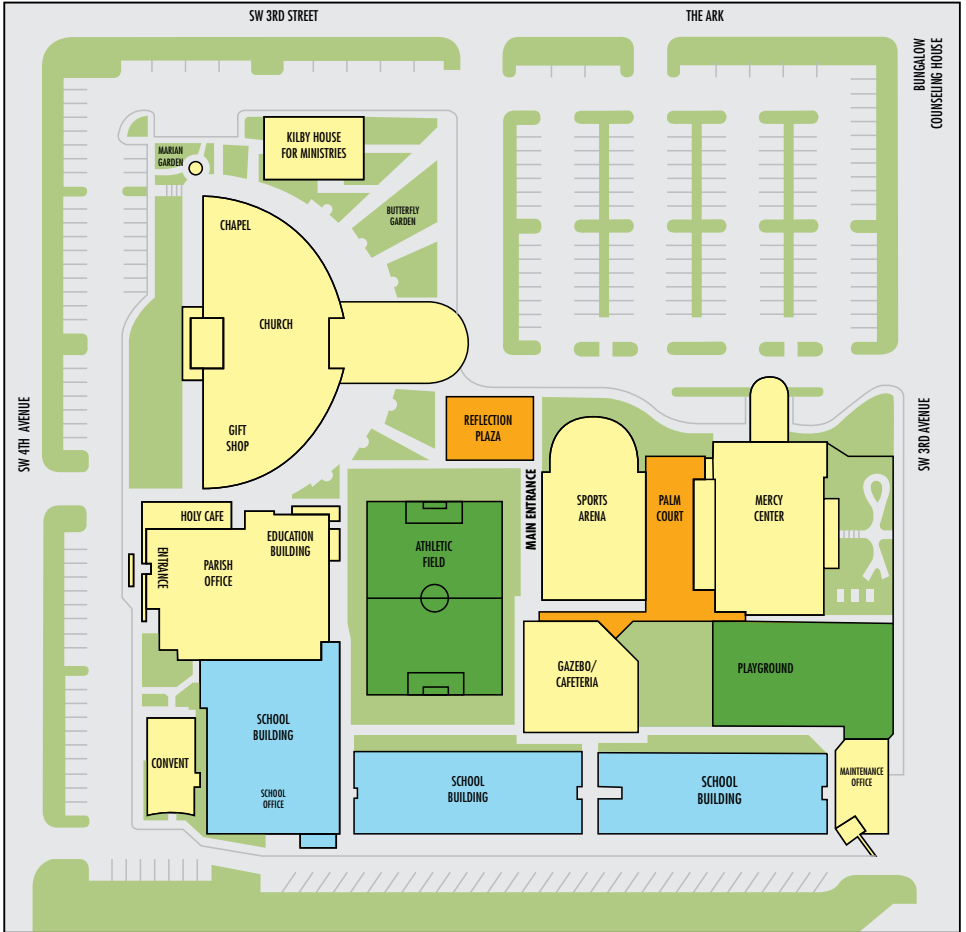 SW 3RD STREET
THE ARK
BUNGALOW
COUNSELING HOUSE
KILBY HOUSE
FOR MINISTRIES
MARIAN
GARDEN
BUTTERFLY
GARDEN
CHAPEL
CHURCH
GIFT
SHOP
SW 4TH AVENUE
SW 3RD AVENUE
REFLECTION
PLAZA
MAIN ENTRANCE
SPORTS
ARENA
PALM
COURT
MERCY
CENTER
HOLY CAFE
EDUCATION
BUILDING
ENTRANCE
PARISH
OFFICE
ATHLETIC
FIELD
GAZEBO/
CAFETERIA
PLAYGROUND
SCHOOL
BUILDING
SCHOOL
OFFICE
CONVENT
SCHOOL
BUILDING
SCHOOL
BUILDING
MAINTENANCE
OFFICE